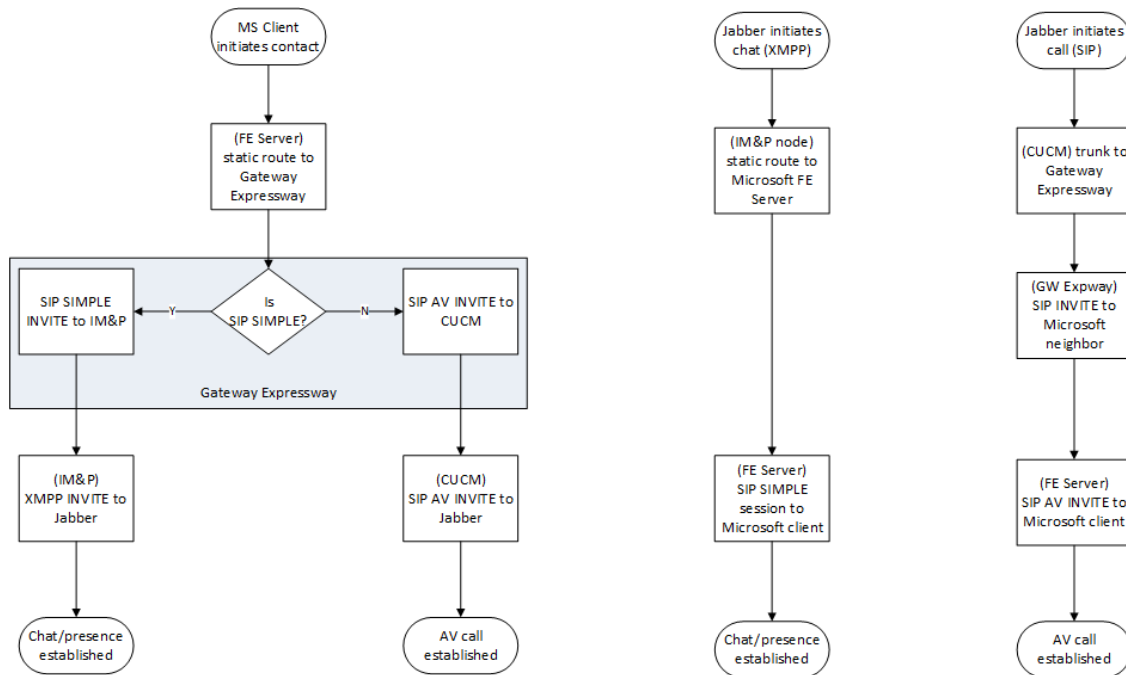 MS Client
initiates contact
(FE Server)
static route to
Gateway
Expressway
SIP SIMPLE
INVITE to IM&P
Y
Is
SIP SIMPLE?
N
SIP AV INVITE to
CUCM
Gateway Expressway
(IM&P)
XMPP INVITE to
Jabber
(CUCM)
SIP AV INVITE to
Jabber
Chat/presence
established
AV call
established
Jabber initiates
chat (XMPP)
(IM&P node)
static route to
Microsoft FE
Server
(FE Server)
SIP SIMPLE
session to
Microsoft client
Chat/presence
established
Jabber initiates
call (SIP)
(CUCM) trunk to
Gateway
Expressway
(GW Expway)
SIP INVITE to
Microsoft
neighbor
(FE Server)
SIP AV INVITE to
Microsoft client
AV call
established